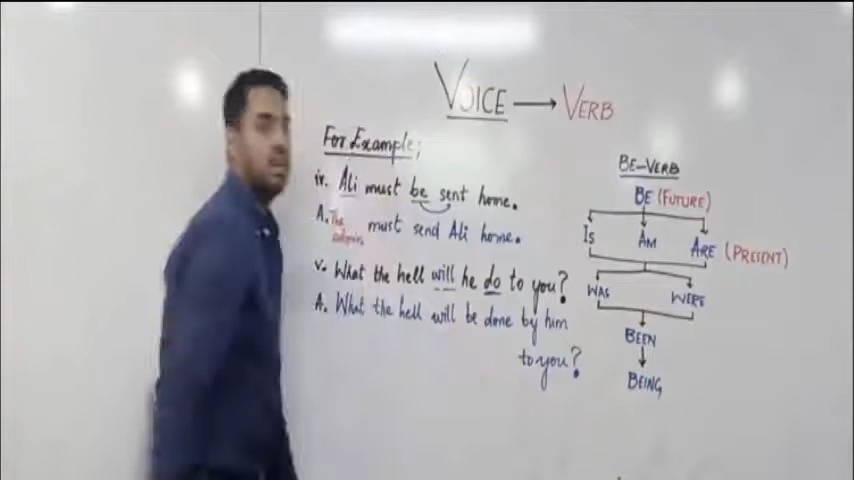 VOICE → VERB
For Example;
iv. Ali must be sent home.
A. The admin. must send Ali home.
v. What the hell will he do to you?
A. What the hell will be done by him
to you?
BE-VERB
BE (FUTURE)
IS AM ARE (PRESENT)
WAS WERE
BEEN
BEING